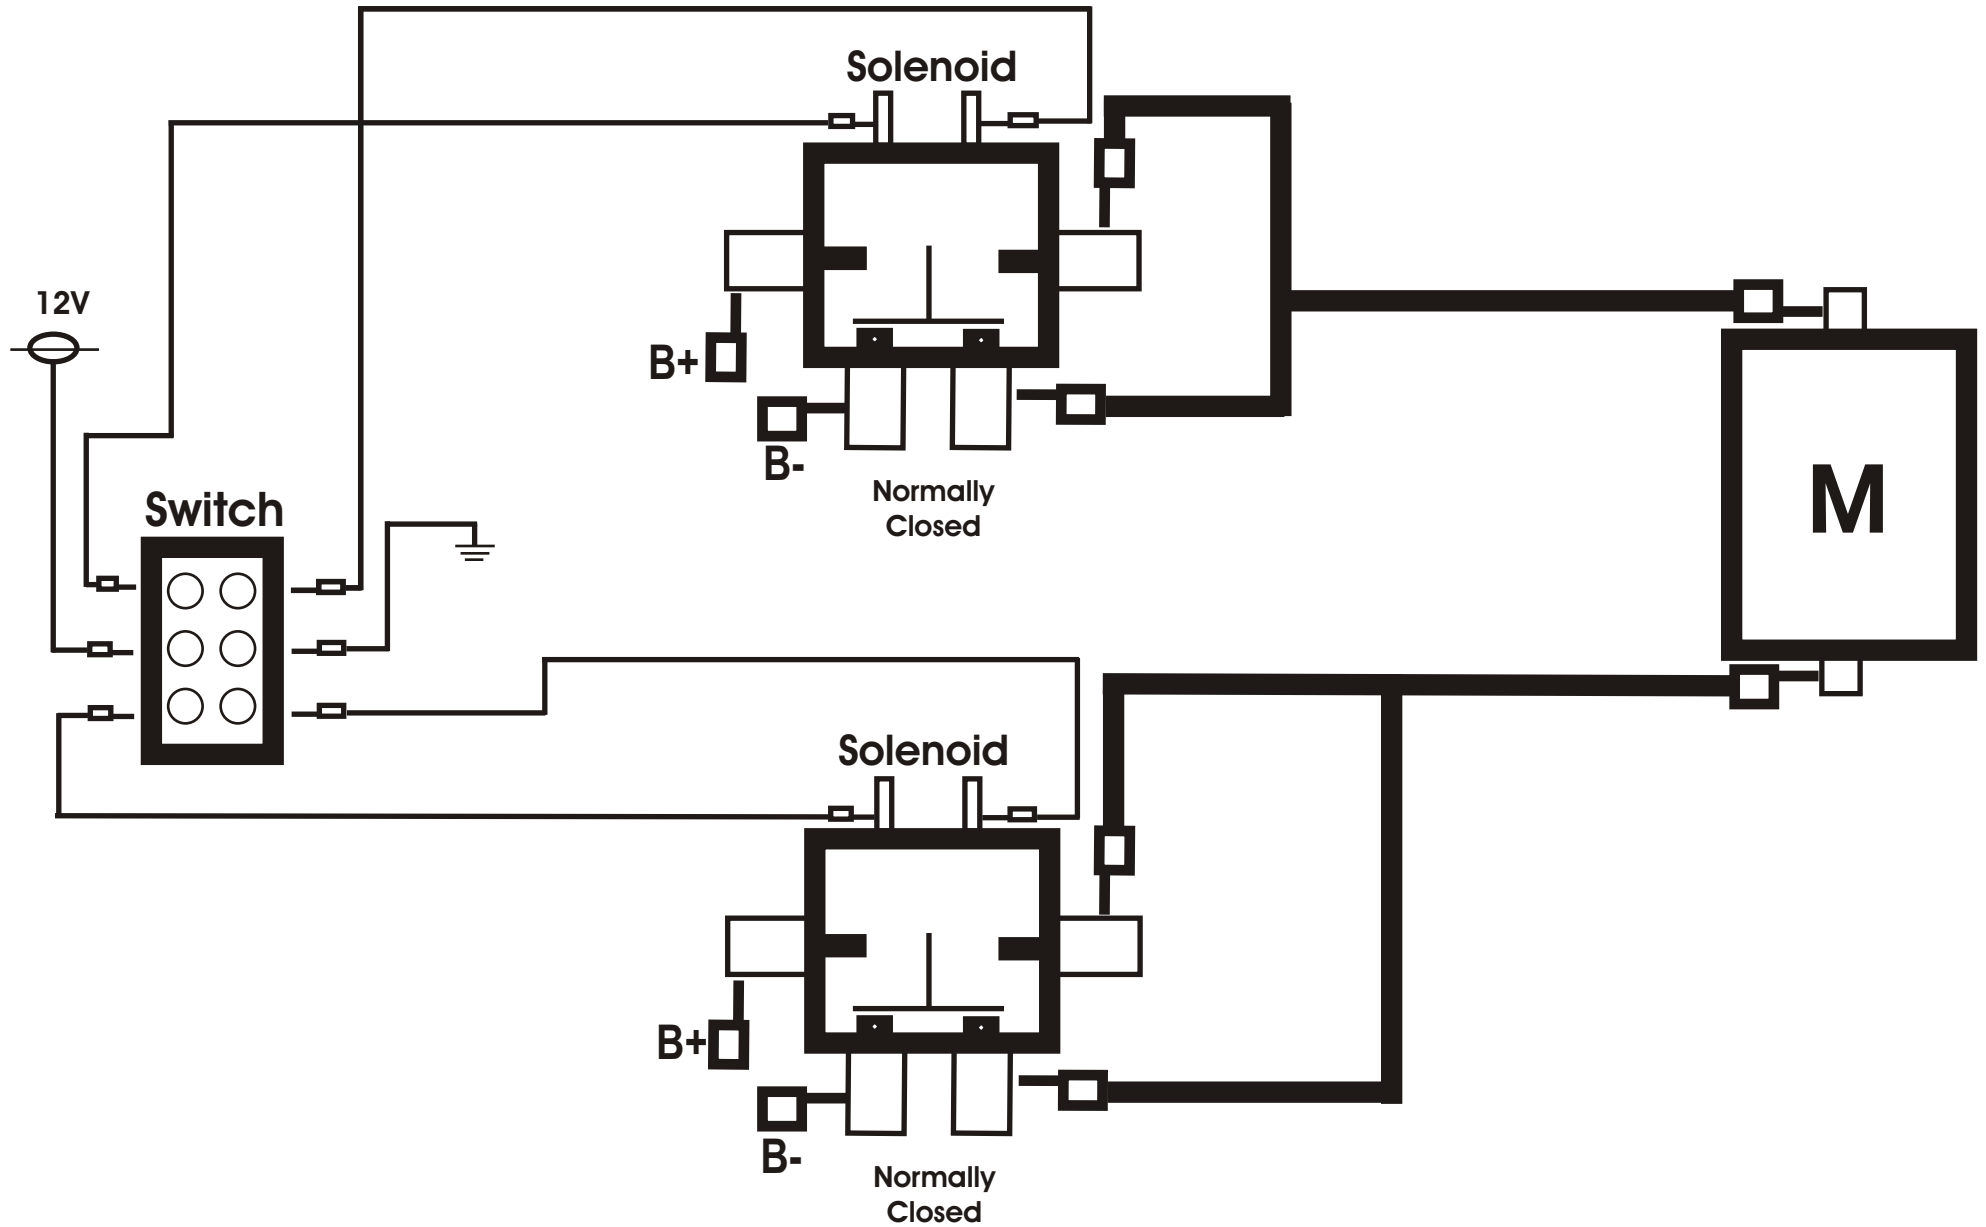 Solenoid
12V
B+
B-
Normally
Closed
Switch
M
Solenoid
B+
B-
Normally
Closed